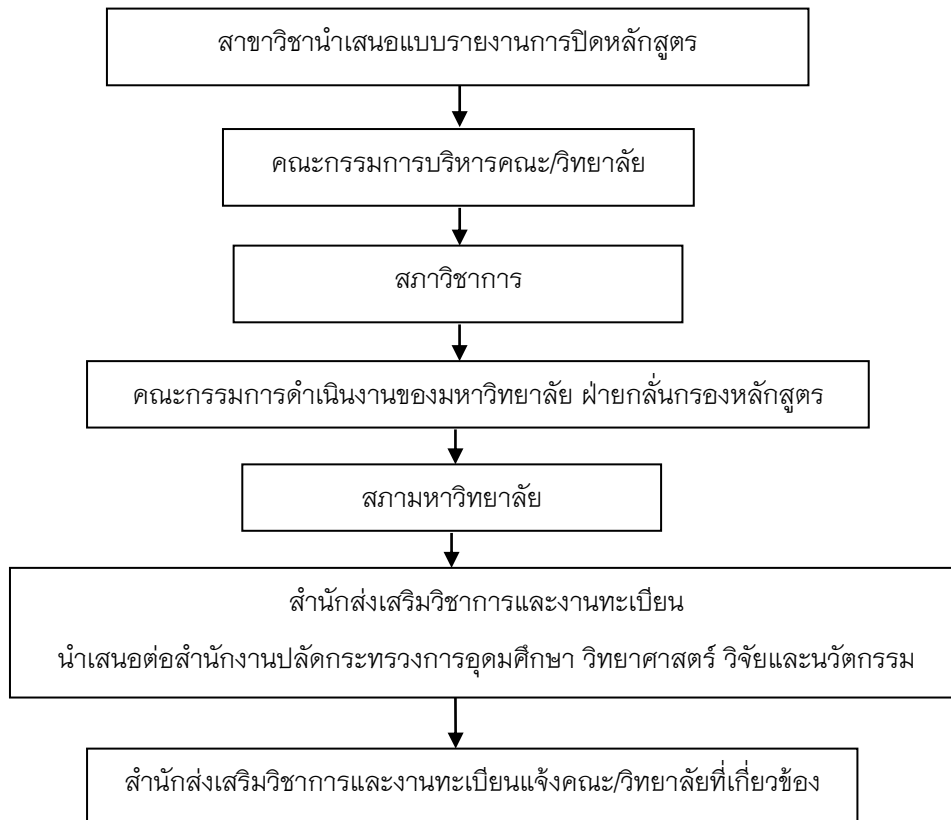 สาขาวิชานำเสนอแบบรายงานการปิดหลักสูตร
คณะกรรมการบริหารคณะ/วิทยาลัย
สภาวิชาการ
คณะกรรมการดำเนินงานของมหาวิทยาลัย ฝ่ายกลั่นกรองหลักสูตร
สภามหาวิทยาลัย
สำนักส่งเสริมวิชาการและงานทะเบียน
นำเสนอต่อสำนักงานปลัดกระทรวงการอุดมศึกษา วิทยาศาสตร์ วิจัยและนวัตกรรม
สำนักส่งเสริมวิชาการและงานทะเบียนแจ้งคณะ/วิทยาลัยที่เกี่ยวข้อง